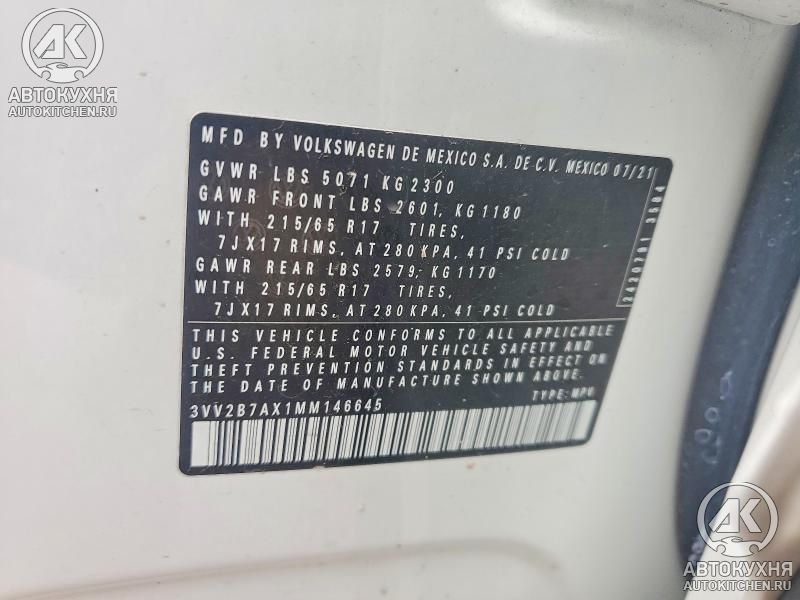 AK
АВТОКУХНЯ
AUTOKITCHEN.RU
MFD BY VOLKSWAGEN DE MEXICO S.A. DE C.V. MEXICO 07/21
GVWR LBS 5071 KG 2300
GAWR FRONT LBS 2601, KG 1180
WITH 215/65 R17 TIRES,
7JX17 RIMS, AT 280 KPA, 41 PSI COLD
GAWR REAR LBS 2579, KG 1170
WITH 215/65 R17 TIRES,
7JX17 RIMS, AT 280 KPA, 41 PSI COLD
2420701 3504
THIS VEHICLE CONFORMS TO ALL APPLICABLE
U.S. FEDERAL MOTOR VEHICLE SAFETY AND
THEFT PREVENTION STANDARDS IN EFFECT ON
THE DATE OF MANUFACTURE SHOWN ABOVE.
3VV2B7AX1MM146645 TYPE: MPV
AK
АВТОКУХНЯ
AUTOKITCHEN.RU